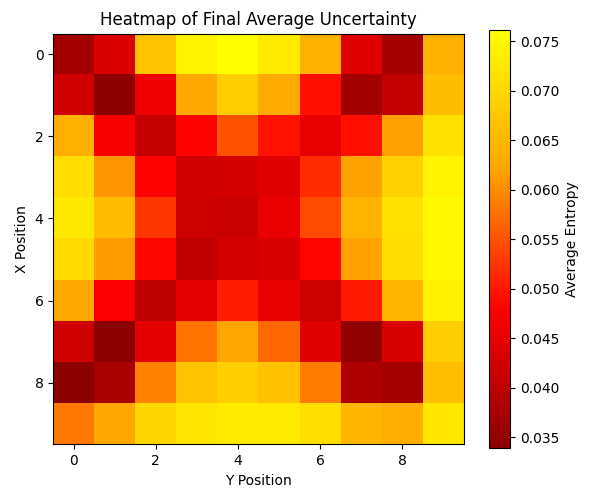 Heatmap of Final Average Uncertainty
0
2
4
6
8
X Position
0 2 4 6 8
Y Position
0.075
0.070
0.065
0.060
0.055
0.050
0.045
0.040
0.035
Average Entropy